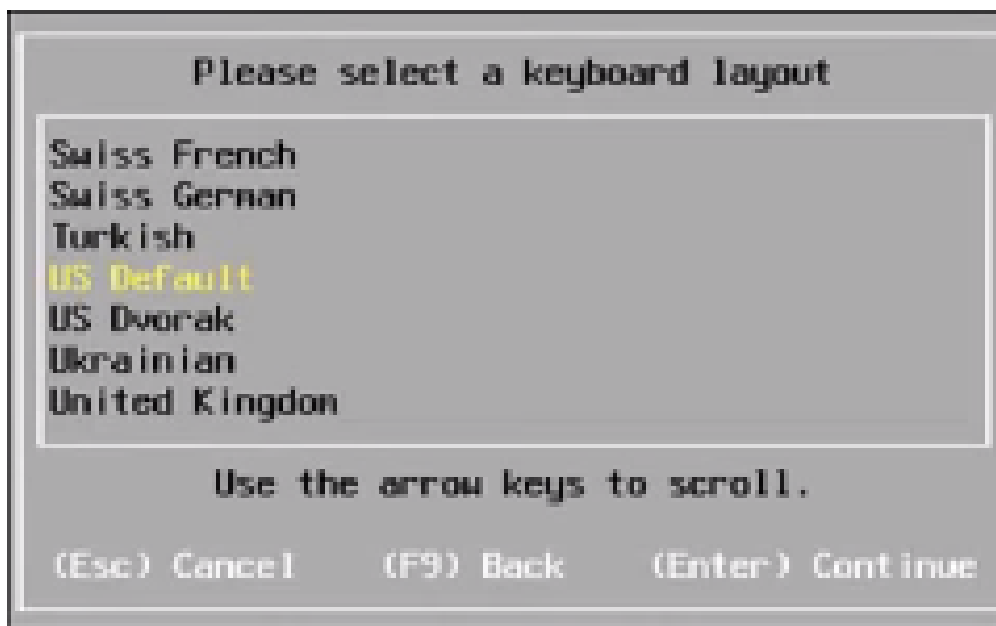 Please select a keyboard layout
Swiss French
Swiss German
Turkish
US Default
US Dvorak
Ukrainian
United Kingdom
Use the arrow keys to scroll.
(Esc) Cancel (F9) Back (Enter) Continue